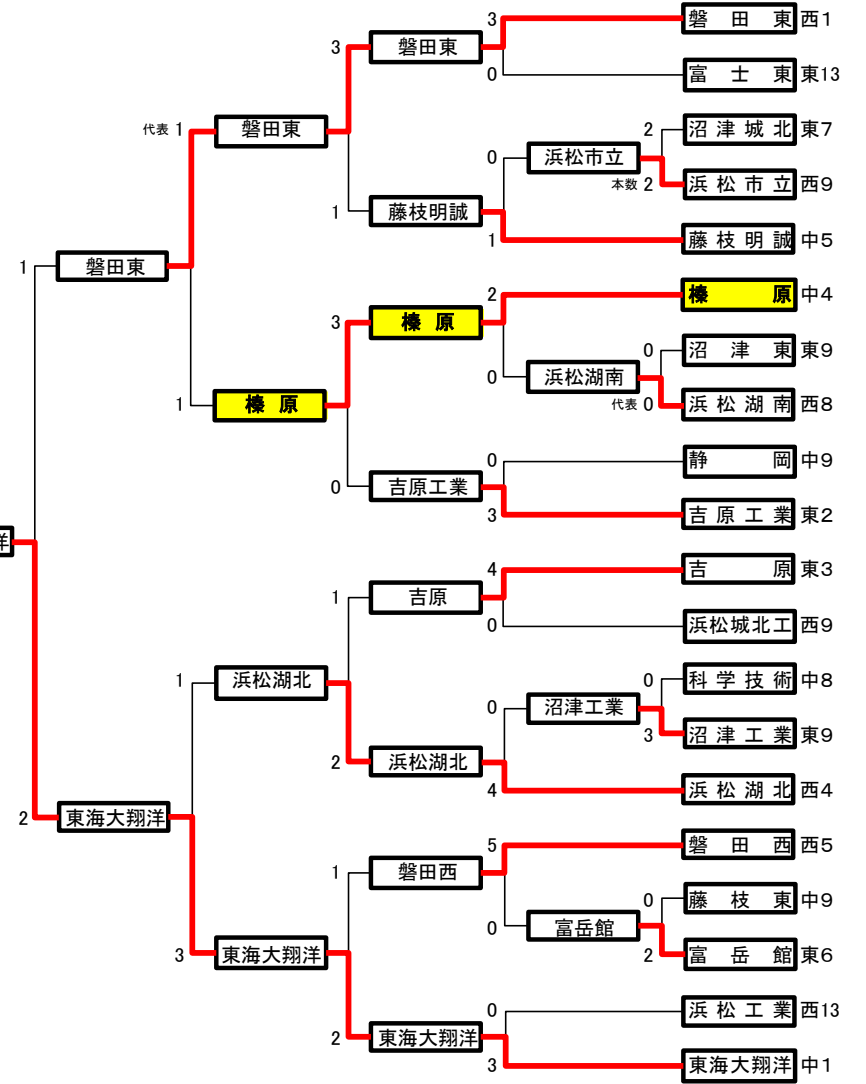 3
磐田東 西1
3
磐田東
0
富士東 東13
代表 1
磐田東
2
沼津城北 東7
0
浜松市立
本数 2
浜松市立 西9
1
藤枝明誠
1
藤枝明誠 中5
1
磐田東
2
榛原 中4
3
榛原
0
沼津東 東9
0
浜松湖南
代表 0
浜松湖南 西8
1
榛原
0
静岡 中9
0
吉原工業
3
吉原工業 東2
洋
4
吉原 東3
1
吉原
0
浜松城北工 西9
1
浜松湖北
0
科学技術 中8
0
沼津工業
3
沼津工業 東9
2
浜松湖北
4
浜松湖北 西4
2
東海大翔洋
5
磐田西 西5
1
磐田西
0
藤枝東 中9
0
富岳館
2
富岳館 東6
3
東海大翔洋
0
浜松工業 西13
2
東海大翔洋
3
東海大翔洋 中1